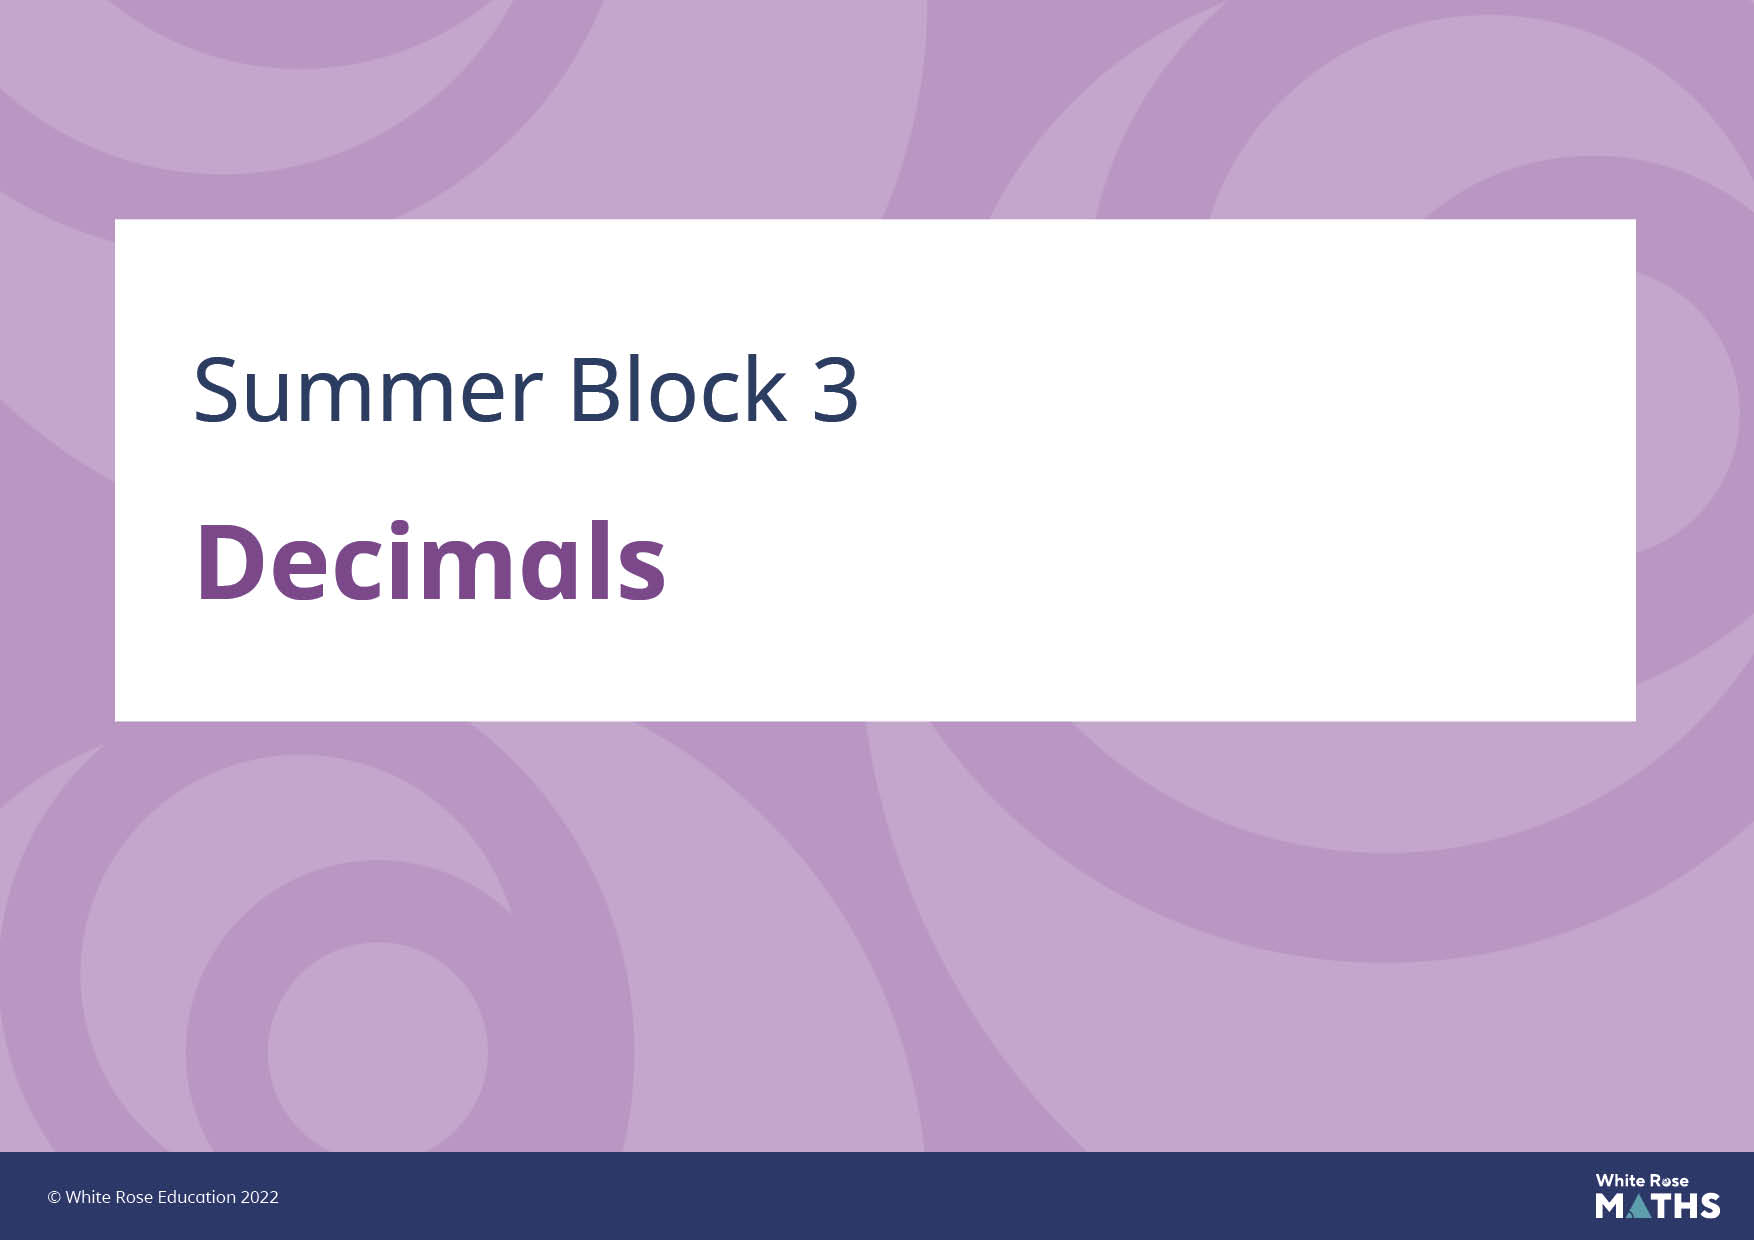 Summer Block 3
Decimals
© White Rose Education 2022
White Rose
MATHS